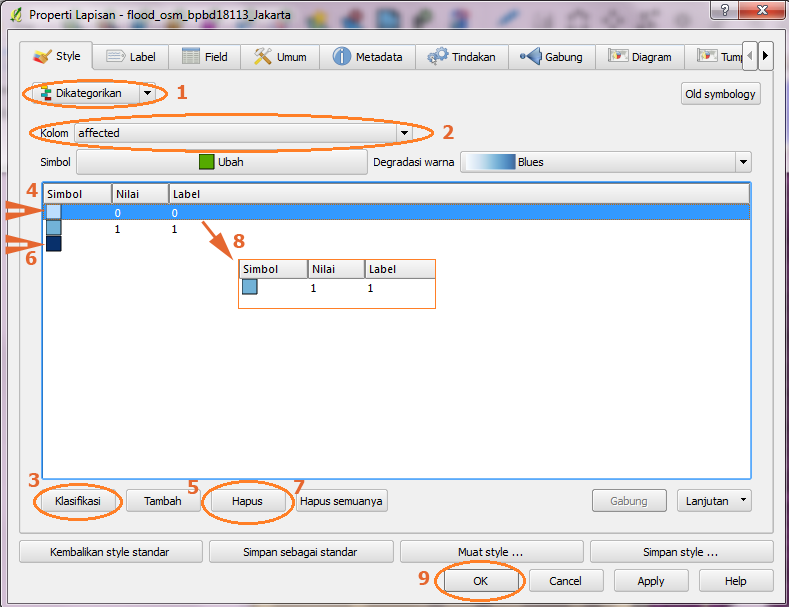 Properti Lapisan - flood_osm_bpbd18113_Jakarta
Style Label Field Umum Metadata Tindakan Gabung Diagram Tump
Dikategorikan 1 Old symbology
Kolom affected 2
Simbol Ubah Degradasi warna Blues
4 Simbol Nilai Label
0 0
1 1
6
8
Simbol Nilai Label
1 1
3 5 7
Klasifikasi Tambah Hapus Hapus semuanya Gabung Lanjutan
Kembalikan style standar Simpan sebagai standar Muat style ... Simpan style ...
9 OK Cancel Apply Help